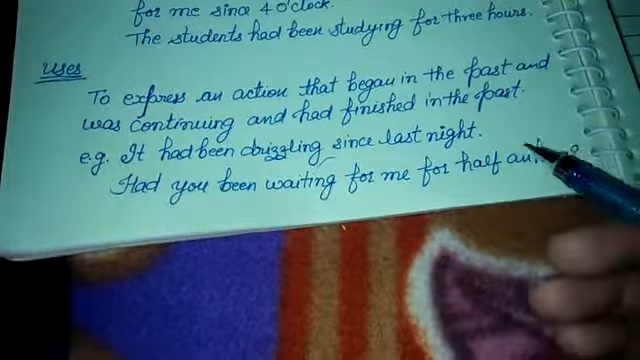 for me since 4 o'clock.
The students had been studying for three hours.
Uses
To express an action that began in the past and
was continuing and had finished in the past.
e.g. It had been drizzling since last night.
Had you been waiting for me for half an